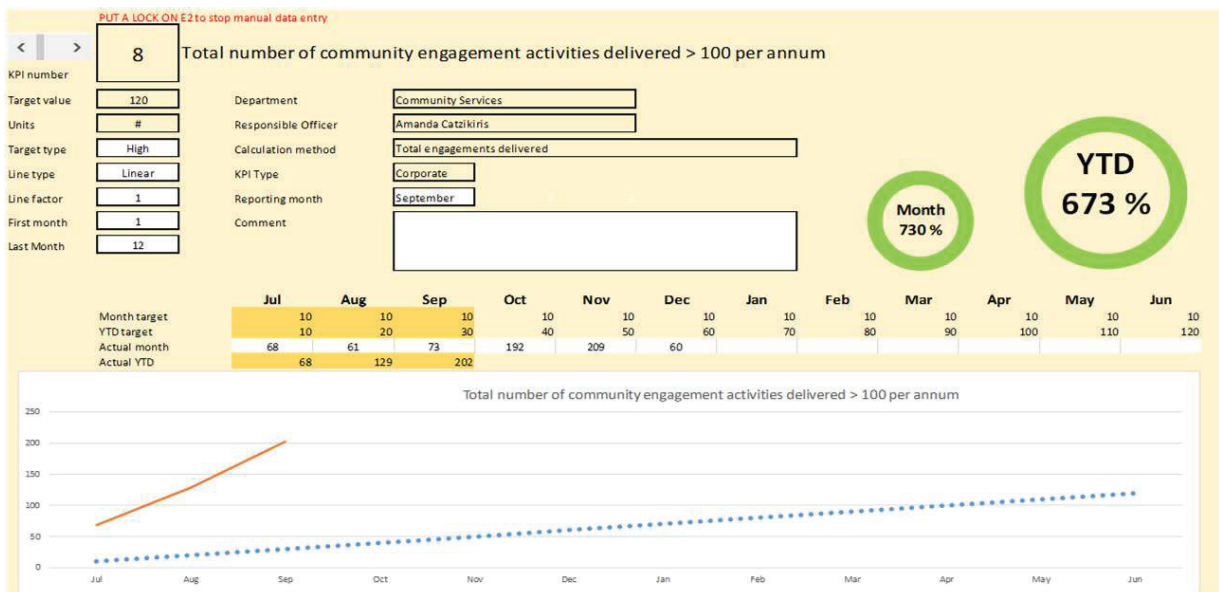 PUT A LOCK ON E2 to stop manual data entry
< >
8
Total number of community engagement activities delivered > 100 per annum
KPI number
Target value 120 Department Community Services
Units # Responsible Officer Amanda Catzikiris
Target type High Calculation method Total engagements delivered
Line type Linear KPI Type Corporate
Line factor 1 Reporting month September
First month 1 Comment
Last Month 12
Month
730 %
YTD
673 %
Jul Aug Sep Oct Nov Dec Jan Feb Mar Apr May Jun
Month target 10 10 10 10 10 10 10 10 10 10 10 10
YTD target 10 20 30 40 50 60 70 80 90 100 110 120
Actual month 68 61 73 192 209 60
Actual YTD 68 129 202
Total number of community engagement activities delivered > 100 per annum
250
200
150
100
50
0
Jul Aug Sep Oct Nov Dec Jan Feb Mar Apr May Jun